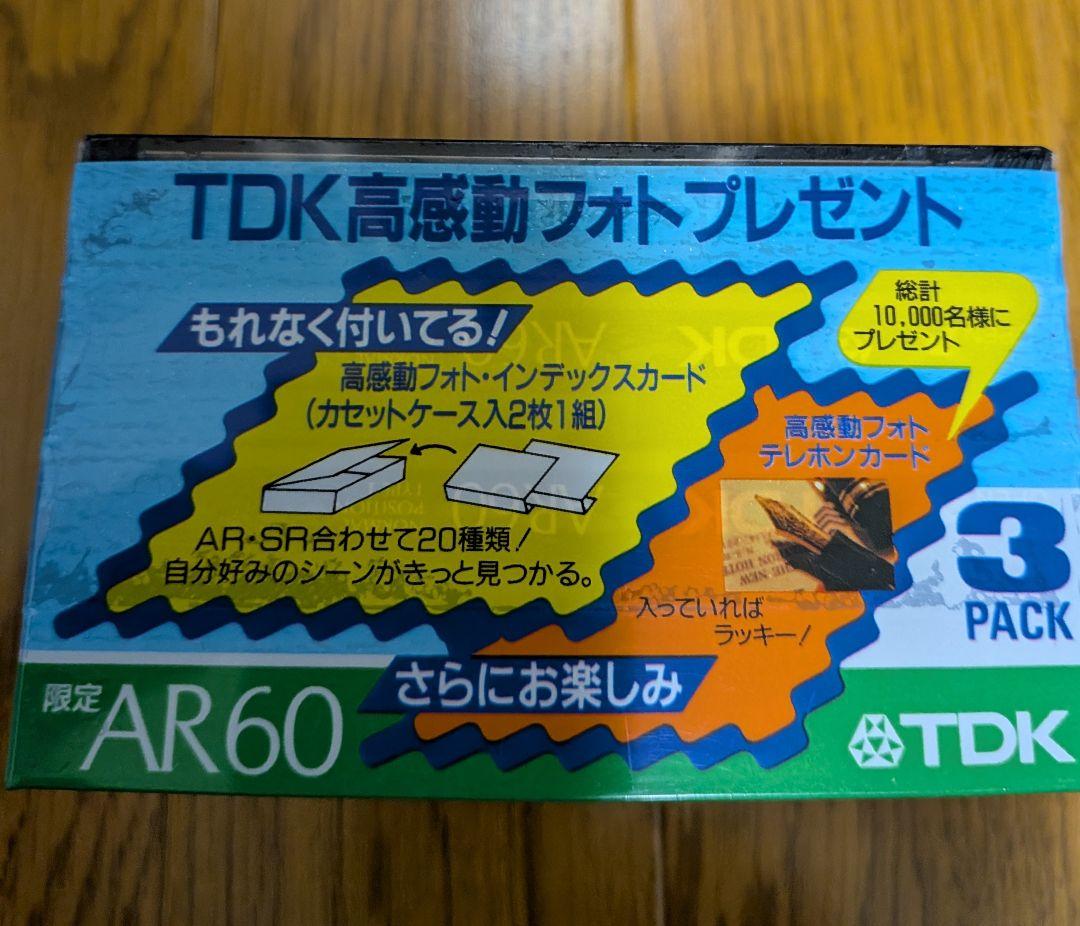 TDK高感動フォトプレゼント
もれなく付いてる!
高感動フォト・インデックスカード
(カセットケース入2枚1組)
AR・SR合わせて20種類!
自分好みのシーンがきっと見つかる。
総計
10,000名様に
プレゼント
高感動フォト
テレホンカード
入っていれば
ラッキー!
さらにお楽しみ
3
PACK
限定 AR60
TDK